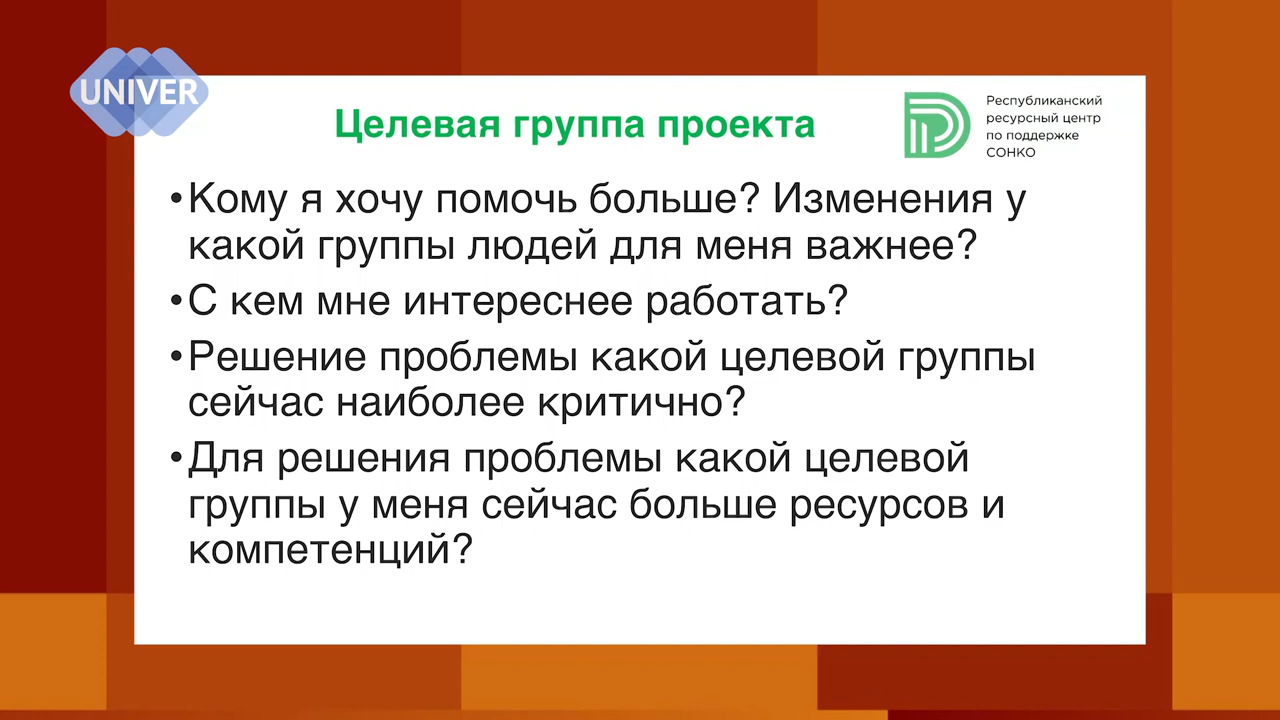 UNIVER
Целевая группа проекта
Республиканский
ресурсный центр
по поддержке
СОНКО
•Кому я хочу помочь больше? Изменения у
какой группы людей для меня важнее?
•С кем мне интереснее работать?
•Решение проблемы какой целевой группы
сейчас наиболее критично?
•Для решения проблемы какой целевой
группы у меня сейчас больше ресурсов и
компетенций?